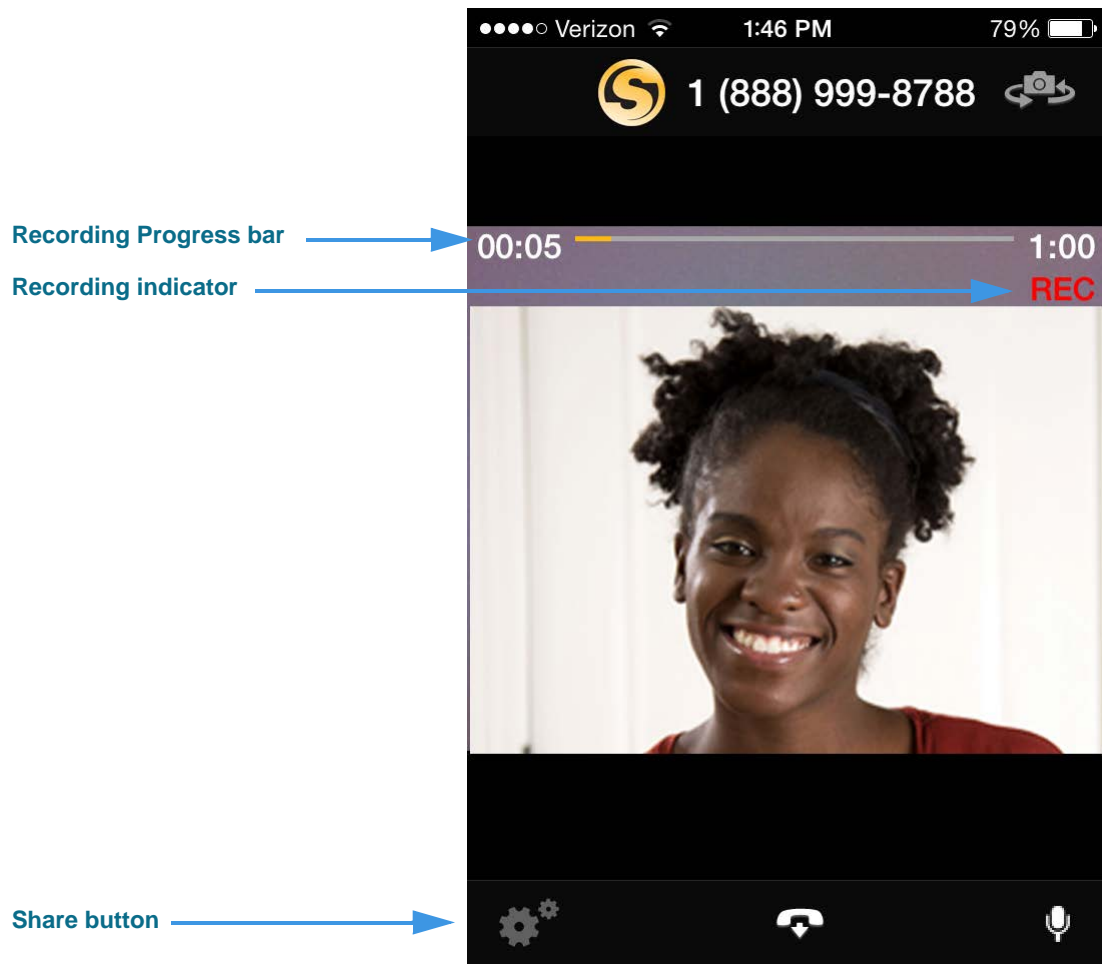 Verizon 1:46 PM 79%
S 1 (888) 999-8788
Recording Progress bar 00:05 1:00
Recording indicator REC
Share button